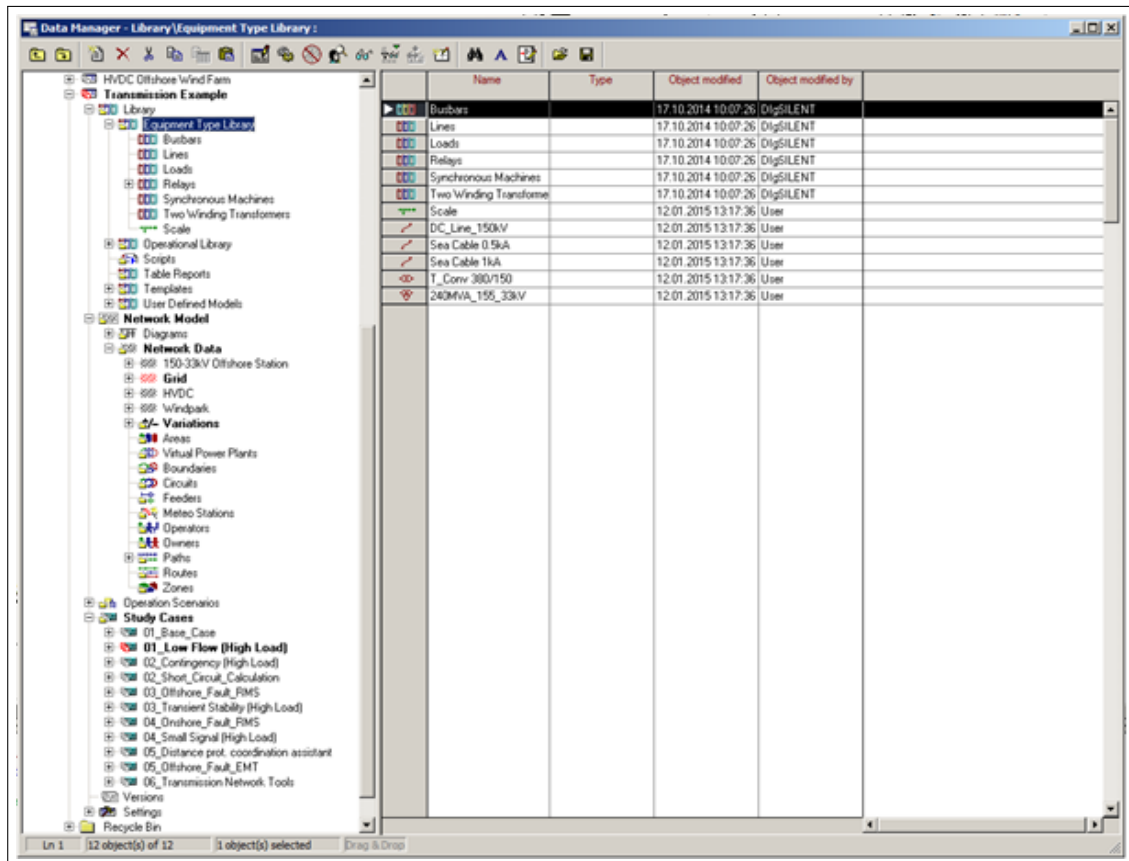 Data Manager - Library\Equipment Type Library :
HVDC Offshore Wind Farm
Transmission Example
Library
Equipment Type Library
Busbars
Lines
Loads
Relays
Synchronous Machines
Two Winding Transformers
Scale
Operational Library
Scripts
Table Reports
Templates
User Defined Models
Network Model
Diagrams
Network Data
150-33kV Offshore Station
Grid
HVDC
Windpark
Variations
Areas
Virtual Power Plants
Boundaries
Circuits
Feeders
Meteo Stations
Operators
Owners
Paths
Routes
Zones
Operation Scenarios
Study Cases
01_Base_Case
01_Low Flow (High Load)
02_Contingency (High Load)
02_Short_Circuit_Calculation
03_Offshore_Fault_RMS
03_Transient Stability (High Load)
04_Onshore_Fault_RMS
04_Small Signal (High Load)
05_Distance prot. coordination assistant
05_Offshore_Fault_EMT
06_Transmission Network Tools
Versions
Settings
Recycle Bin
Name Type Object modified Object modified by
Busbars 17.10.2014 10:07:26 DIgSILENT
Lines 17.10.2014 10:07:26 DIgSILENT
Loads 17.10.2014 10:07:26 DIgSILENT
Relays 17.10.2014 10:07:26 DIgSILENT
Synchronous Machines 17.10.2014 10:07:26 DIgSILENT
Two Winding Transforme 17.10.2014 10:07:26 DIgSILENT
Scale 12.01.2015 13:17:36 User
DC_Line_150kV 12.01.2015 13:17:36 User
Sea Cable 0.5kA 12.01.2015 13:17:36 User
Sea Cable 1kA 12.01.2015 13:17:36 User
T_Conv 380/150 12.01.2015 13:17:36 User
240MVA_155_33kV 12.01.2015 13:17:36 User
Ln 1 12 object(s) of 12 1 object(s) selected Drag & Drop